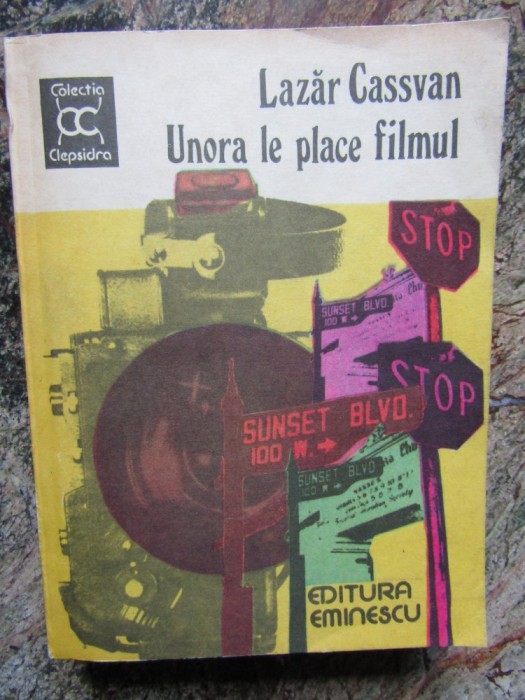 Colectia
CC
Clepsidra
Lazăr Cassvan
Unora le place filmul
STOP
SUNSET BLVD
100 W. →
STOP
SUNSET BLVD.
100 W. →
SUNSET BLVD
100 W →
EDITURA
EMINESCU